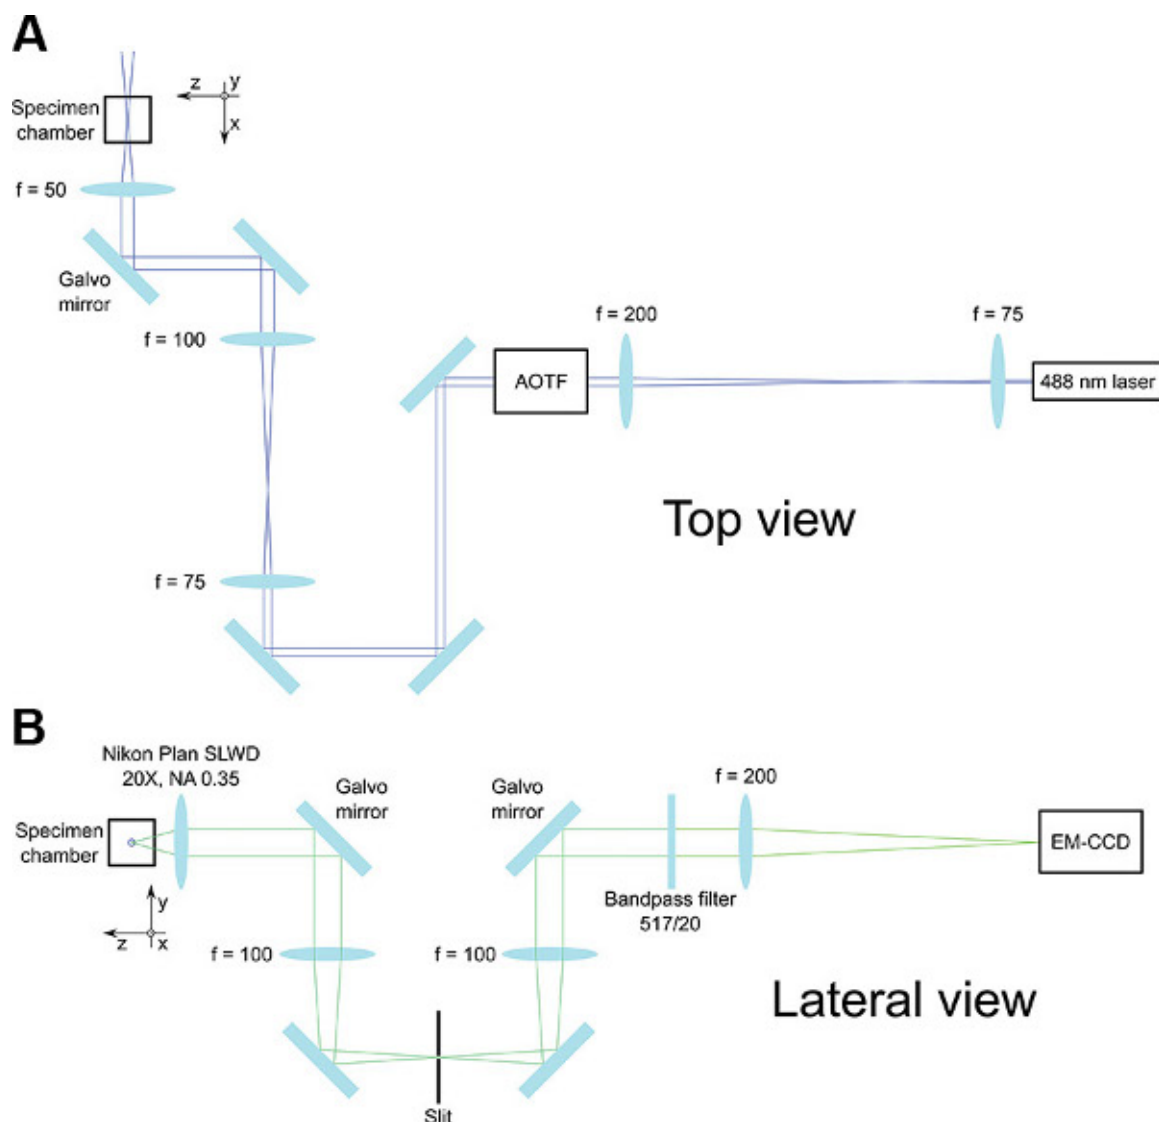 A
Specimen
chamber
z
y
x
f = 50
Galvo
mirror
f = 100
f = 200
f = 75
AOTF
488 nm laser
Top view
f = 75
B
Nikon Plan SLWD
20X, NA 0.35
Galvo
mirror
Galvo
mirror
f = 200
Specimen
chamber
EM-CCD
y
z
x
Bandpass filter
517/20
f = 100
f = 100
Lateral view
Slit